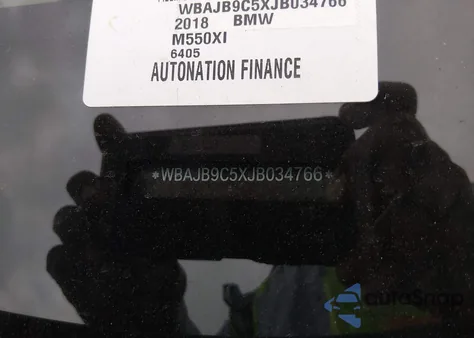 WBAJB9C5XJB034766
2018 BMW
M550XI
6405
AUTONATION FINANCE
*WBAJB9C5XJB034766*
autoSnap